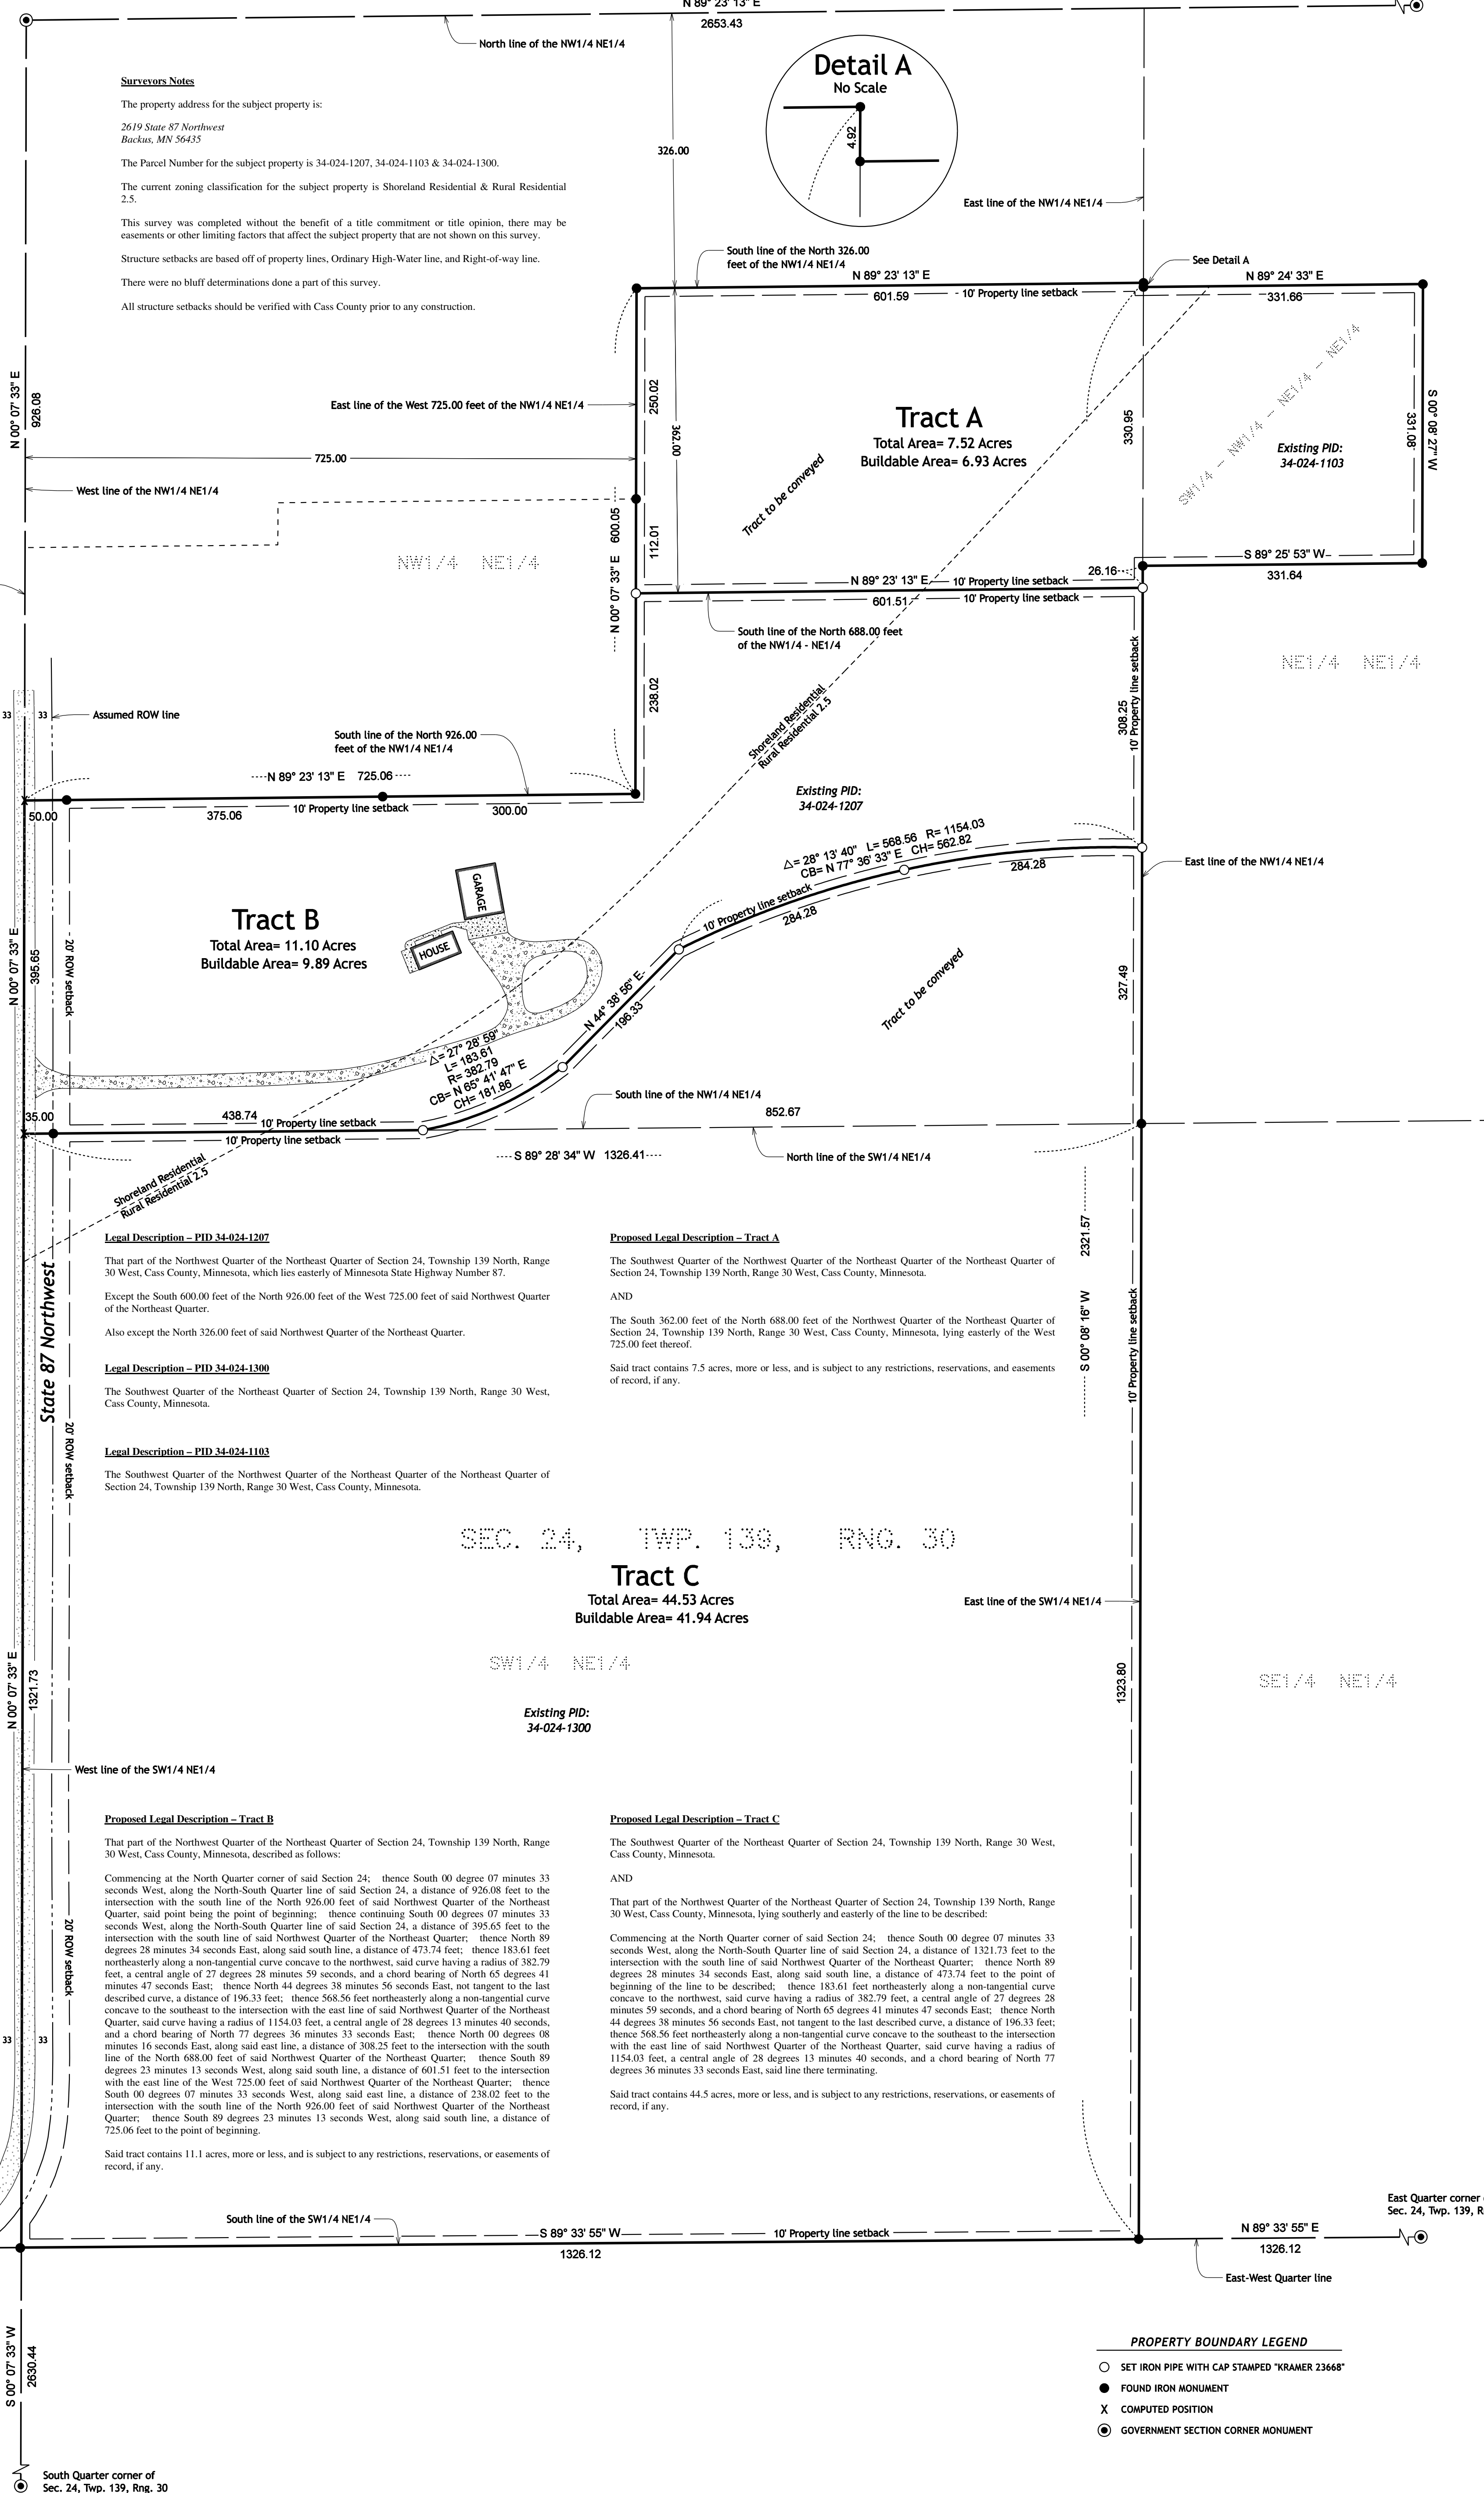 N 89° 23' 13" E
2653.43
North line of the NW1/4 NE1/4
Surveyors Notes
The property address for the subject property is:
2619 State 87 Northwest
Backus, MN 56435
The Parcel Number for the subject property is 34-024-1207, 34-024-1103 & 34-024-1300.
The current zoning classification for the subject property is Shoreland Residential & Rural Residential
2.5.
This survey was completed without the benefit of a title commitment or title opinion, there may be
easements or other limiting factors that affect the subject property that are not shown on this survey.
Structure setbacks are based off of property lines, Ordinary High-Water line, and Right-of-way line.
There were no bluff determinations done a part of this survey.
All structure setbacks should be verified with Cass County prior to any construction.
Detail A
No Scale
4.92
326.00
East line of the NW1/4 NE1/4
South line of the North 326.00
feet of the NW1/4 NE1/4
See Detail A
N 89° 23' 13" E
601.59
10' Property line setback
N 89° 24' 33" E
331.66
N 00° 07' 33" E
926.08
East line of the West 725.00 feet of the NW1/4 NE1/4
250.02
362.00
Tract A
Total Area= 7.52 Acres
Buildable Area= 6.93 Acres
330.95
SW1/4 - NW1/4 - NE1/4 - NE1/4
Existing PID:
34-024-1103
331.08'
S 00° 08' 27" W
725.00
West line of the NW1/4 NE1/4
Tract to be conveyed
N 00° 07' 33" E 600.05
112.01
NW1/4 NE1/4
S 89° 25' 53" W
331.64
26.16
N 89° 23' 13" E
10' Property line setback
601.51
10' Property line setback
South line of the North 688.00 feet
of the NW1/4 - NE1/4
NE1/4 NE1/4
238.02
308.25
10' Property line setback
Shoreland Residential
Rural Residential 2.5
33
33
Assumed ROW line
South line of the North 926.00
feet of the NW1/4 NE1/4
N 89° 23' 13" E 725.06
10' Property line setback
50.00
375.06
300.00
Existing PID:
34-024-1207
△= 28° 13' 40" L= 568.56 R= 1154.03
CB= N 77° 36' 33" E CH= 562.82
10' Property line setback
284.28
284.28
East line of the NW1/4 NE1/4
GARAGE
HOUSE
Tract B
Total Area= 11.10 Acres
Buildable Area= 9.89 Acres
N 00° 07' 33" E
395.65
20' ROW setback
N 44° 38' 56" E
196.33
Tract to be conveyed
327.49
△= 27° 28' 59"
L= 183.61
R= 382.79
CB= N 65° 41' 47" E
CH= 181.86
South line of the NW1/4 NE1/4
35.00
438.74
10' Property line setback
10' Property line setback
852.67
S 89° 28' 34" W 1326.41
North line of the SW1/4 NE1/4
Shoreland Residential
Rural Residential 2.5
Legal Description – PID 34-024-1207
That part of the Northwest Quarter of the Northeast Quarter of Section 24, Township 139 North, Range
30 West, Cass County, Minnesota, which lies easterly of Minnesota State Highway Number 87.
Except the South 600.00 feet of the North 926.00 feet of the West 725.00 feet of said Northwest Quarter
of the Northeast Quarter.
Also except the North 326.00 feet of said Northwest Quarter of the Northeast Quarter.
Legal Description – PID 34-024-1300
The Southwest Quarter of the Northeast Quarter of Section 24, Township 139 North, Range 30 West,
Cass County, Minnesota.
Legal Description – PID 34-024-1103
The Southwest Quarter of the Northwest Quarter of the Northeast Quarter of the Northeast Quarter of
Section 24, Township 139 North, Range 30 West, Cass County, Minnesota.
Proposed Legal Description – Tract A
The Southwest Quarter of the Northwest Quarter of the Northeast Quarter of the Northeast Quarter of
Section 24, Township 139 North, Range 30 West, Cass County, Minnesota.
AND
The South 362.00 feet of the North 688.00 feet of the Northwest Quarter of the Northeast Quarter of
Section 24, Township 139 North, Range 30 West, Cass County, Minnesota, lying easterly of the West
725.00 feet thereof.
Said tract contains 7.5 acres, more or less, and is subject to any restrictions, reservations, and easements
of record, if any.
S 00° 08' 16" W 2321.57
10' Property line setback
State 87 Northwest
20' ROW setback
SEC. 24, TWP. 139, RNG. 30
Tract C
Total Area= 44.53 Acres
Buildable Area= 41.94 Acres
East line of the SW1/4 NE1/4
SW1/4 NE1/4
SE1/4 NE1/4
Existing PID:
34-024-1300
N 00° 07' 33" E
1321.73
1323.80
West line of the SW1/4 NE1/4
Proposed Legal Description – Tract B
That part of the Northwest Quarter of the Northeast Quarter of Section 24, Township 139 North, Range
30 West, Cass County, Minnesota, described as follows:
Commencing at the North Quarter corner of said Section 24; thence South 00 degree 07 minutes 33
seconds West, along the North-South Quarter line of said Section 24, a distance of 926.08 feet to the
intersection with the south line of the North 926.00 feet of said Northwest Quarter of the Northeast
Quarter, said point being the point of beginning; thence continuing South 00 degrees 07 minutes 33
seconds West, along the North-South Quarter line of said Section 24, a distance of 395.65 feet to the
intersection with the south line of said Northwest Quarter of the Northeast Quarter; thence North 89
degrees 28 minutes 34 seconds East, along said south line, a distance of 473.74 feet; thence 183.61 feet
northeasterly along a non-tangential curve concave to the northwest, said curve having a radius of 382.79
feet, a central angle of 27 degrees 28 minutes 59 seconds, and a chord bearing of North 65 degrees 41
minutes 47 seconds East; thence North 44 degrees 38 minutes 56 seconds East, not tangent to the last
described curve, a distance of 196.33 feet; thence 568.56 feet northeasterly along a non-tangential curve
concave to the southeast to the intersection with the east line of said Northwest Quarter of the Northeast
Quarter, said curve having a radius of 1154.03 feet, a central angle of 28 degrees 13 minutes 40 seconds,
and a chord bearing of North 77 degrees 36 minutes 33 seconds East; thence North 00 degrees 08
minutes 16 seconds East, along said east line, a distance of 308.25 feet to the intersection with the south
line of the North 688.00 feet of said Northwest Quarter of the Northeast Quarter; thence South 89
degrees 23 minutes 13 seconds West, along said south line, a distance of 601.51 feet to the intersection
with the east line of the West 725.00 feet of said Northwest Quarter of the Northeast Quarter; thence
South 00 degrees 07 minutes 33 seconds West, along said east line, a distance of 238.02 feet to the
intersection with the south line of the North 926.00 feet of said Northwest Quarter of the Northeast
Quarter; thence South 89 degrees 23 minutes 13 seconds West, along said south line, a distance of
725.06 feet to the point of beginning.
Said tract contains 11.1 acres, more or less, and is subject to any restrictions, reservations, or easements of
record, if any.
Proposed Legal Description – Tract C
The Southwest Quarter of the Northeast Quarter of Section 24, Township 139 North, Range 30 West,
Cass County, Minnesota.
AND
That part of the Northwest Quarter of the Northeast Quarter of Section 24, Township 139 North, Range
30 West, Cass County, Minnesota, lying southerly and easterly of the line to be described:
Commencing at the North Quarter corner of said Section 24; thence South 00 degree 07 minutes 33
seconds West, along the North-South Quarter line of said Section 24, a distance of 1321.73 feet to the
intersection with the south line of said Northwest Quarter of the Northeast Quarter; thence North 89
degrees 28 minutes 34 seconds East, along said south line, a distance of 473.74 feet to the point of
beginning of the line to be described; thence 183.61 feet northeasterly along a non-tangential curve
concave to the northwest, said curve having a radius of 382.79 feet, a central angle of 27 degrees 28
minutes 59 seconds, and a chord bearing of North 65 degrees 41 minutes 47 seconds East; thence North
44 degrees 38 minutes 56 seconds East, not tangent to the last described curve, a distance of 196.33 feet;
thence 568.56 feet northeasterly along a non-tangential curve concave to the southeast to the intersection
with the east line of said Northwest Quarter of the Northeast Quarter, said curve having a radius of
1154.03 feet, a central angle of 28 degrees 13 minutes 40 seconds, and a chord bearing of North 77
degrees 36 minutes 33 seconds East, said line there terminating.
Said tract contains 44.5 acres, more or less, and is subject to any restrictions, reservations, or easements of
record, if any.
20' ROW setback
33
33
East Quarter corner
Sec. 24, Twp. 139,
South line of the SW1/4 NE1/4
S 89° 33' 55" W
10' Property line setback
1326.12
N 89° 33' 55" E
1326.12
East-West Quarter line
S 00° 07' 33" W
2630.44
PROPERTY BOUNDARY LEGEND
SET IRON PIPE WITH CAP STAMPED "KRAMER 23668"
FOUND IRON MONUMENT
X COMPUTED POSITION
GOVERNMENT SECTION CORNER MONUMENT
South Quarter corner of
Sec. 24, Twp. 139, Rng. 30